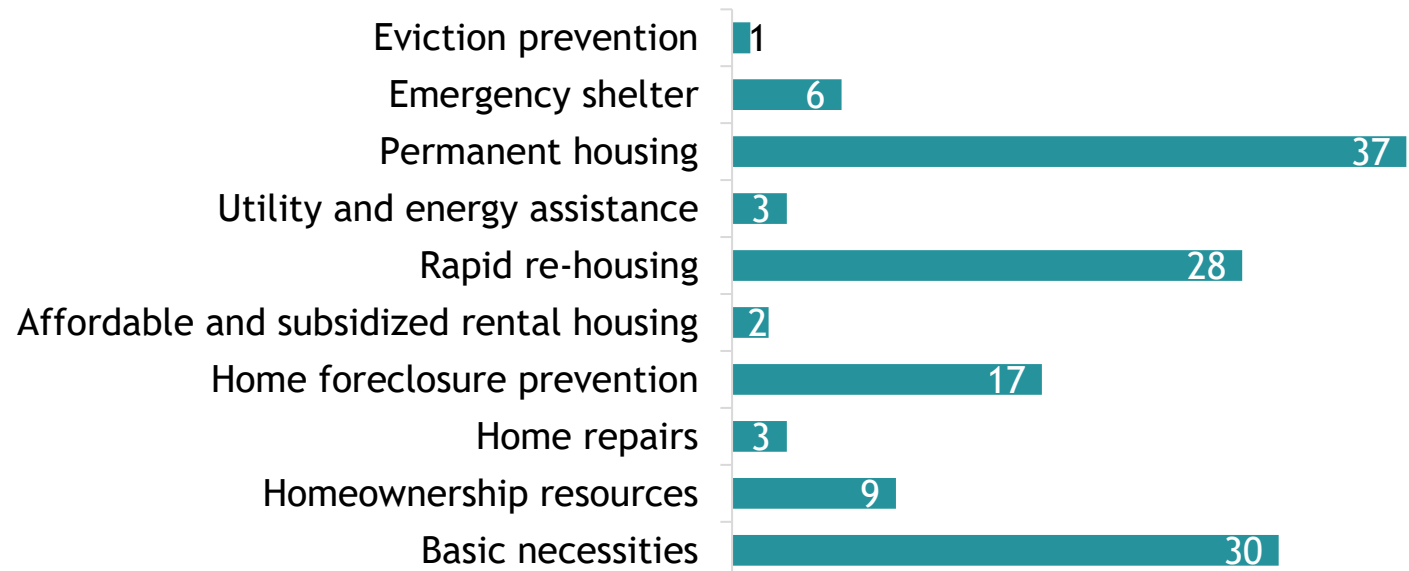 Eviction prevention 1
Emergency shelter 6
Permanent housing 37
Utility and energy assistance 3
Rapid re-housing 28
Affordable and subsidized rental housing 2
Home foreclosure prevention 17
Home repairs 3
Homeownership resources 9
Basic necessities 30